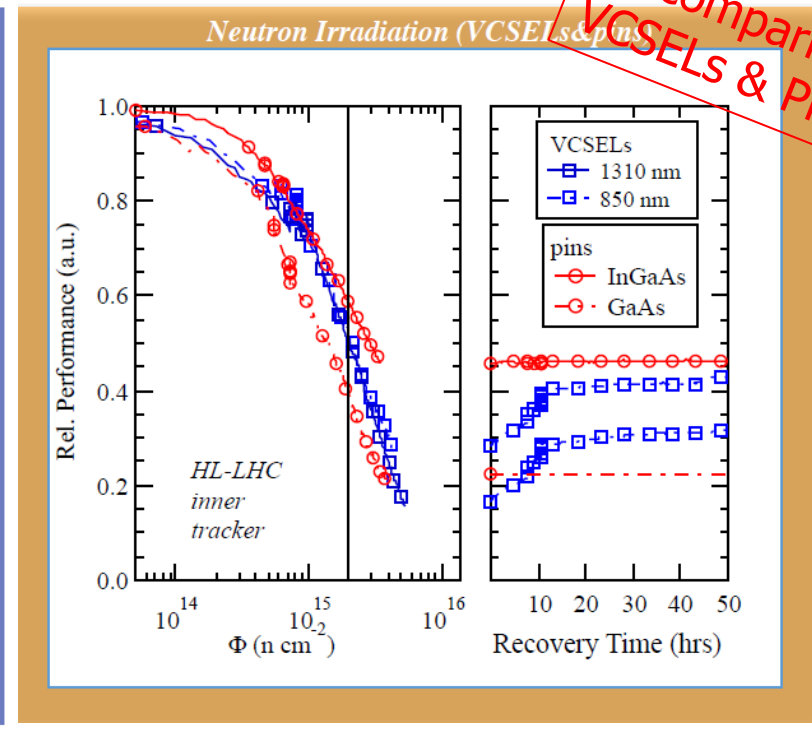 Neutron Irradiation (VCSELs&pins)
VCSELs &
1.0
0.8
0.6
0.4
0.2
0.0
Rel. Performance (a.u.)
HL-LHC
inner
tracker
10^14
10^15
10^16
Φ (n cm^-2)
VCSELs
1310 nm
850 nm
pins
InGaAs
GaAs
10 20 30 40 50
Recovery Time (hrs)